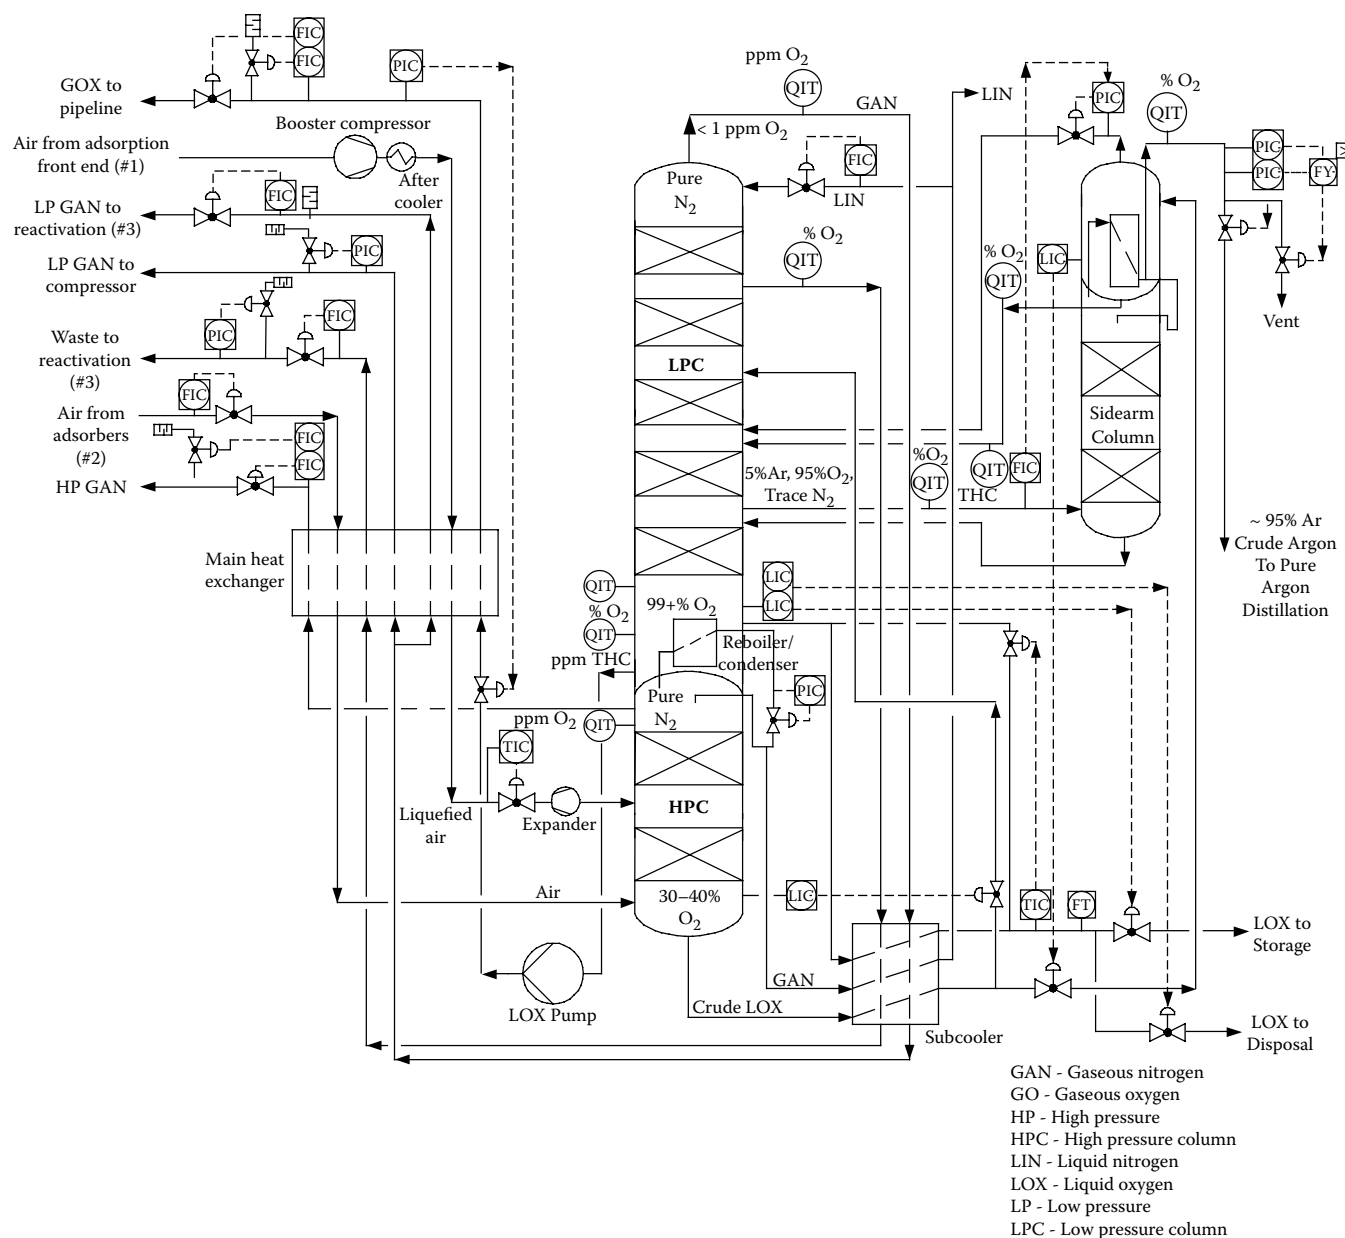 ppm O2
% O2
FIC
FIC
PIC
QIT
PIC
QIT
GOX to
pipeline
GAN
LIN
Booster compressor
< 1 ppm O2
Air from adsorption
front end (#1)
FIC
PIC
PIC
FY
After
cooler
Pure
N2
LIN
FIC
LP GAN to
reactivation (#3)
% O2
QIT
% O2
QIT
LIC
PIC
LP GAN to
compressor
Vent
PIC
FIC
Waste to
reactivation
(#3)
LPC
FIC
Air from
adsorbers
(#2)
Sidearm
Column
FIC
FIC
HP GAN
5%Ar, 95%O2,
Trace N2
%O2
QIT
QIT
THC
FIC
~ 95% Ar
Crude Argon
To Pure
Argon
Distillation
Main heat
exchanger
QIT
% O2
QIT
ppm THC
99+% O2
LIC
LIC
Reboiler/
condenser
Pure
N2
PIC
ppm O2
QIT
TIC
Liquefied
air
Expander
HPC
Air
30–40%
O2
LIC
TIC
FT
LOX to
Storage
LOX Pump
GAN
Crude LOX
Subcooler
LOX to
Disposal
GAN - Gaseous nitrogen
GO - Gaseous oxygen
HP - High pressure
HPC - High pressure column
LIN - Liquid nitrogen
LOX - Liquid oxygen
LP - Low pressure
LPC - Low pressure column